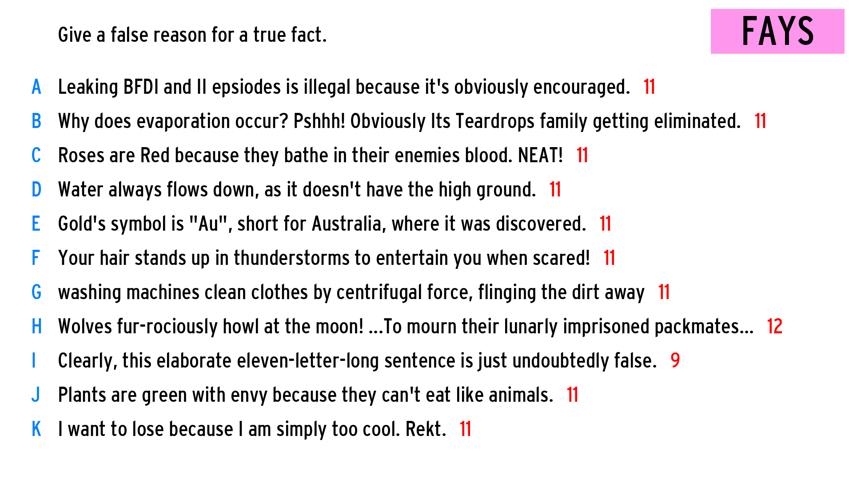 Give a false reason for a true fact.
FAYS
A Leaking BFDI and II epsiodes is illegal because it's obviously encouraged. 11
B Why does evaporation occur? Pshhh! Obviously Its Teardrops family getting eliminated. 11
C Roses are Red because they bathe in their enemies blood. NEAT! 11
D Water always flows down, as it doesn't have the high ground. 11
E Gold's symbol is "Au", short for Australia, where it was discovered. 11
F Your hair stands up in thunderstorms to entertain you when scared! 11
G washing machines clean clothes by centrifugal force, flinging the dirt away 11
H Wolves fur-rociously howl at the moon! ...To mourn their lunarly imprisoned packmates... 12
I Clearly, this elaborate eleven-letter-long sentence is just undoubtedly false. 9
J Plants are green with envy because they can't eat like animals. 11
K I want to lose because I am simply too cool. Rekt. 11